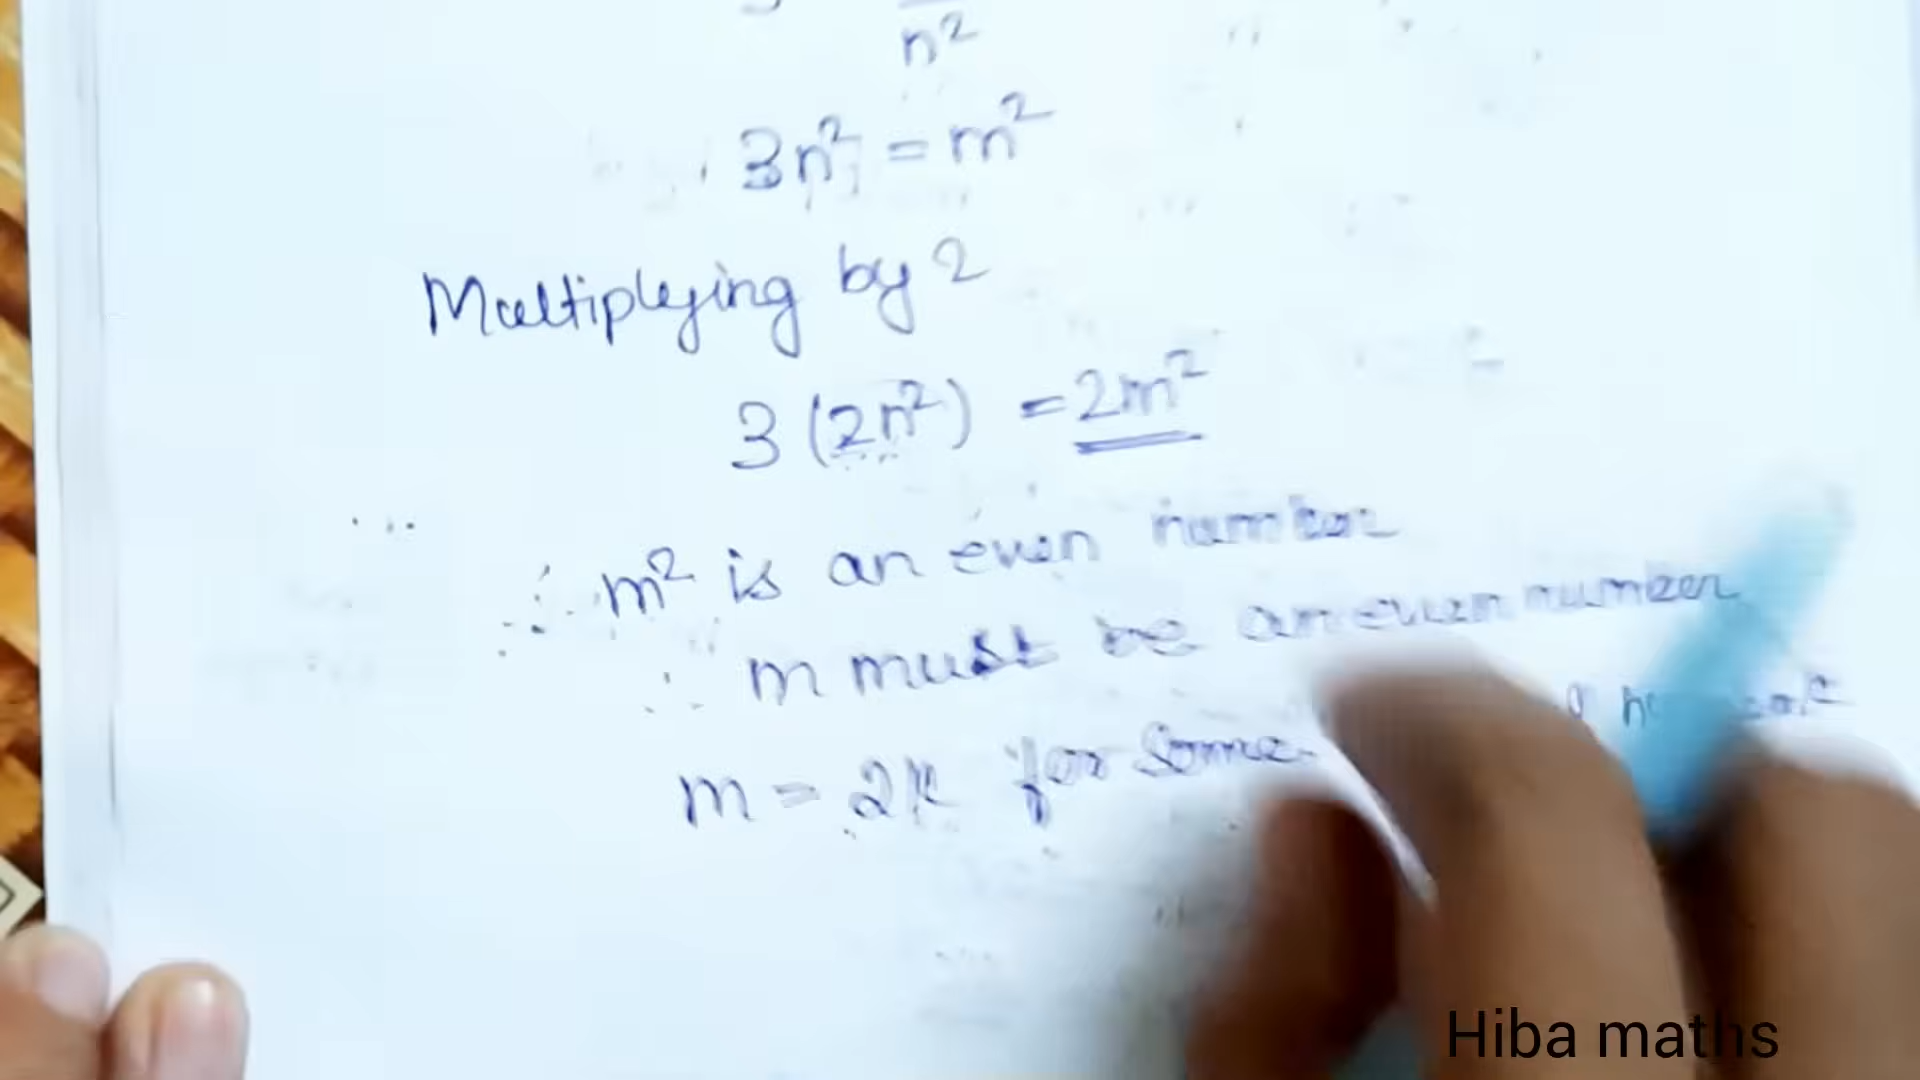 n²
3n² = m²
Multiplying by 2
3 (2n²) = 2m²
∴ m² is an even number
∴ m must be an even number
m = 2k for some
Hiba maths